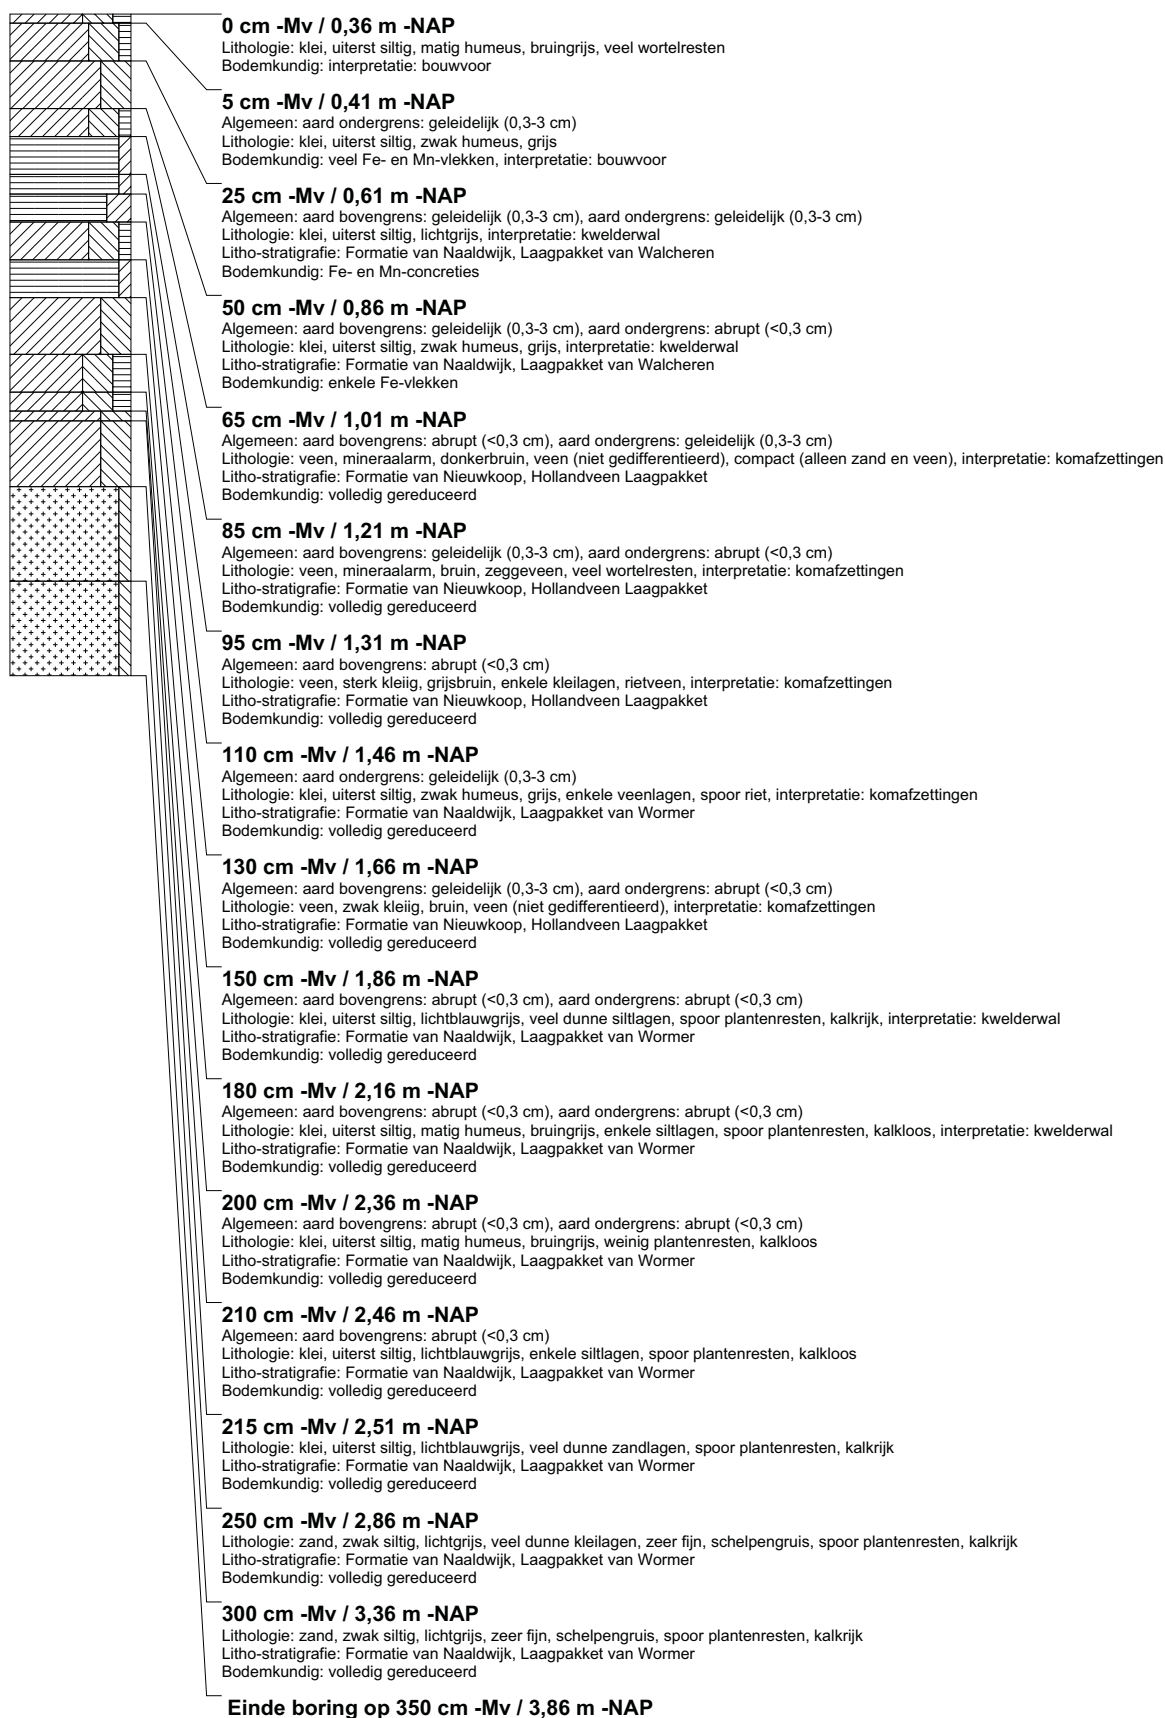 0 cm -Mv / 0,36 m -NAP
Lithologie: klei, uiterst siltig, matig humeus, bruingrijs, veel wortelresten
Bodemkundig: interpretatie: bouwvoor
5 cm -Mv / 0,41 m -NAP
Algemeen: aard ondergrens: geleidelijk (0,3-3 cm)
Lithologie: klei, uiterst siltig, zwak humeus, grijs
Bodemkundig: veel Fe- en Mn-vlekken, interpretatie: bouwvoor
25 cm -Mv / 0,61 m -NAP
Algemeen: aard bovengrens: geleidelijk (0,3-3 cm), aard ondergrens: geleidelijk (0,3-3 cm)
Lithologie: klei, uiterst siltig, lichtgrijs, interpretatie: kwelderwal
Litho-stratigrafie: Formatie van Naaldwijk, Laagpakket van Walcheren
Bodemkundig: Fe- en Mn-concreties
50 cm -Mv / 0,86 m -NAP
Algemeen: aard bovengrens: geleidelijk (0,3-3 cm), aard ondergrens: abrupt (<0,3 cm)
Lithologie: klei, uiterst siltig, zwak humeus, grijs, interpretatie: kwelderwal
Litho-stratigrafie: Formatie van Naaldwijk, Laagpakket van Walcheren
Bodemkundig: enkele Fe-vlekken
65 cm -Mv / 1,01 m -NAP
Algemeen: aard bovengrens: abrupt (<0,3 cm), aard ondergrens: geleidelijk (0,3-3 cm)
Lithologie: veen, mineraalarm, donkerbruin, veen (niet gedifferentieerd), compact (alleen zand en veen), interpretatie: komafzettingen
Litho-stratigrafie: Formatie van Nieuwkoop, Hollandveen Laagpakket
Bodemkundig: volledig gereduceerd
85 cm -Mv / 1,21 m -NAP
Algemeen: aard bovengrens: geleidelijk (0,3-3 cm), aard ondergrens: abrupt (<0,3 cm)
Lithologie: veen, mineraalarm, bruin, zeggeveen, veel wortelresten, interpretatie: komafzettingen
Litho-stratigrafie: Formatie van Nieuwkoop, Hollandveen Laagpakket
Bodemkundig: volledig gereduceerd
95 cm -Mv / 1,31 m -NAP
Algemeen: aard bovengrens: abrupt (<0,3 cm)
Lithologie: veen, sterk kleiig, grijsbruin, enkele kleilagen, rietveen, interpretatie: komafzettingen
Litho-stratigrafie: Formatie van Nieuwkoop, Hollandveen Laagpakket
Bodemkundig: volledig gereduceerd
110 cm -Mv / 1,46 m -NAP
Algemeen: aard ondergrens: geleidelijk (0,3-3 cm)
Lithologie: klei, uiterst siltig, zwak humeus, grijs, enkele veenlagen, spoor riet, interpretatie: komafzettingen
Litho-stratigrafie: Formatie van Naaldwijk, Laagpakket van Wormer
Bodemkundig: volledig gereduceerd
130 cm -Mv / 1,66 m -NAP
Algemeen: aard bovengrens: geleidelijk (0,3-3 cm), aard ondergrens: abrupt (<0,3 cm)
Lithologie: veen, zwak kleiig, bruin, veen (niet gedifferentieerd), interpretatie: komafzettingen
Litho-stratigrafie: Formatie van Nieuwkoop, Hollandveen Laagpakket
Bodemkundig: volledig gereduceerd
150 cm -Mv / 1,86 m -NAP
Algemeen: aard bovengrens: abrupt (<0,3 cm), aard ondergrens: abrupt (<0,3 cm)
Lithologie: klei, uiterst siltig, lichtblauwgrijs, veel dunne siltlagen, spoor plantenresten, kalkrijk, interpretatie: kwelderwal
Litho-stratigrafie: Formatie van Naaldwijk, Laagpakket van Wormer
Bodemkundig: volledig gereduceerd
180 cm -Mv / 2,16 m -NAP
Algemeen: aard bovengrens: abrupt (<0,3 cm), aard ondergrens: abrupt (<0,3 cm)
Lithologie: klei, uiterst siltig, matig humeus, bruingrijs, enkele siltlagen, spoor plantenresten, kalkloos, interpretatie: kwelderwal
Litho-stratigrafie: Formatie van Naaldwijk, Laagpakket van Wormer
Bodemkundig: volledig gereduceerd
200 cm -Mv / 2,36 m -NAP
Algemeen: aard bovengrens: abrupt (<0,3 cm), aard ondergrens: abrupt (<0,3 cm)
Lithologie: klei, uiterst siltig, matig humeus, bruingrijs, weinig plantenresten, kalkloos
Litho-stratigrafie: Formatie van Naaldwijk, Laagpakket van Wormer
Bodemkundig: volledig gereduceerd
210 cm -Mv / 2,46 m -NAP
Algemeen: aard bovengrens: abrupt (<0,3 cm)
Lithologie: klei, uiterst siltig, lichtblauwgrijs, enkele siltlagen, spoor plantenresten, kalkloos
Litho-stratigrafie: Formatie van Naaldwijk, Laagpakket van Wormer
Bodemkundig: volledig gereduceerd
215 cm -Mv / 2,51 m -NAP
Lithologie: klei, uiterst siltig, lichtblauwgrijs, veel dunne zandlagen, spoor plantenresten, kalkrijk
Litho-stratigrafie: Formatie van Naaldwijk, Laagpakket van Wormer
Bodemkundig: volledig gereduceerd
250 cm -Mv / 2,86 m -NAP
Lithologie: zand, zwak siltig, lichtgrijs, veel dunne kleilagen, zeer fijn, schelpengruis, spoor plantenresten, kalkrijk
Litho-stratigrafie: Formatie van Naaldwijk, Laagpakket van Wormer
Bodemkundig: volledig gereduceerd
300 cm -Mv / 3,36 m -NAP
Lithologie: zand, zwak siltig, lichtgrijs, zeer fijn, schelpengruis, spoor plantenresten, kalkrijk
Litho-stratigrafie: Formatie van Naaldwijk, Laagpakket van Wormer
Bodemkundig: volledig gereduceerd
Einde boring op 350 cm -Mv / 3,86 m -NAP